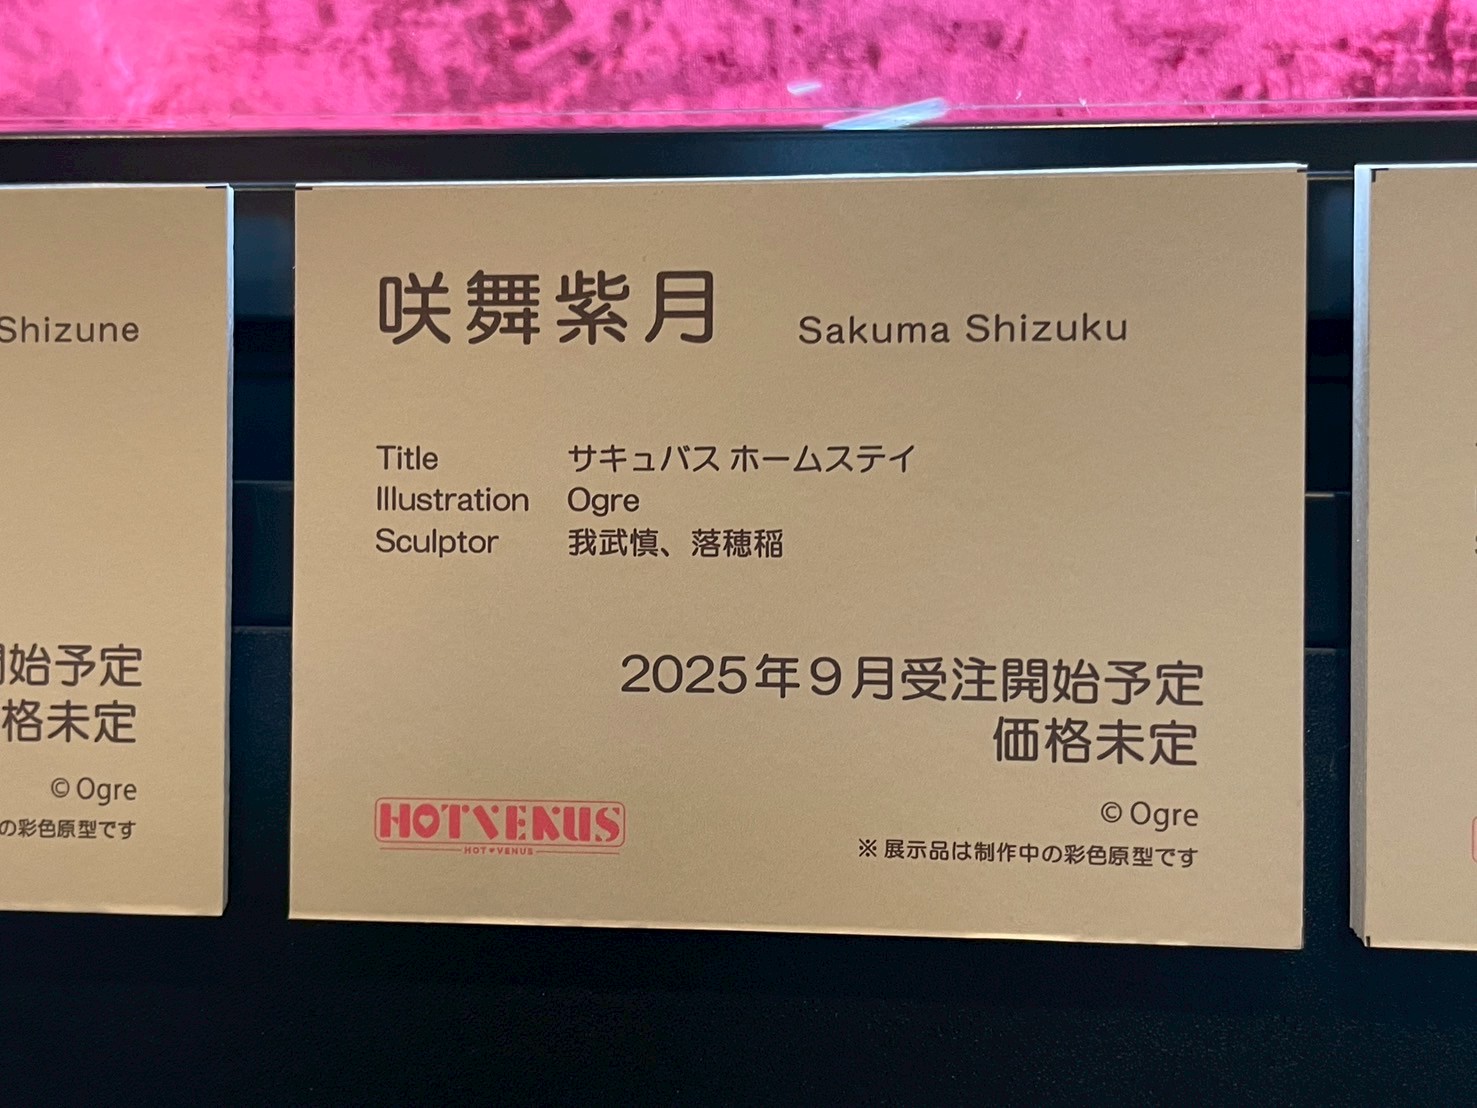 Shizune
始予定
格未定
© Ogre
の彩色原型です
咲舞紫月 Sakuma Shizuku
Title サキュバス ホームステイ
Illustration Ogre
Sculptor 我武慎、落穂稲
2025年9月受注開始予定
価格未定
© Ogre
HOTVENUS
HOT♥VENUS
※展示品は制作中の彩色原型です